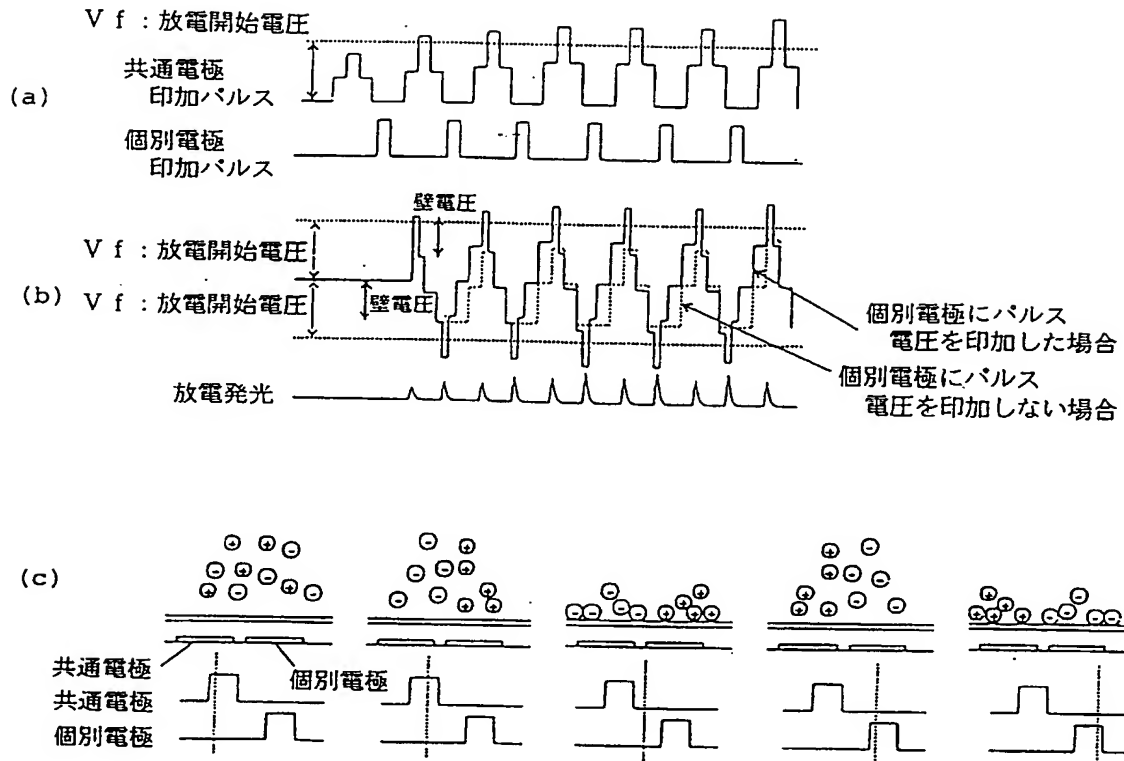 Vf:放電開始電圧
共通電極
印加パルス
(a)
個別電極
印加パルス
壁電圧
Vf:放電開始電圧
(b)
Vf:放電開始電圧
壁電圧
個別電極にパルス
電圧を印加した場合
個別電極にパルス
電圧を印加しない場合
放電発光
(c)
共通電極
個別電極
共通電極
個別電極